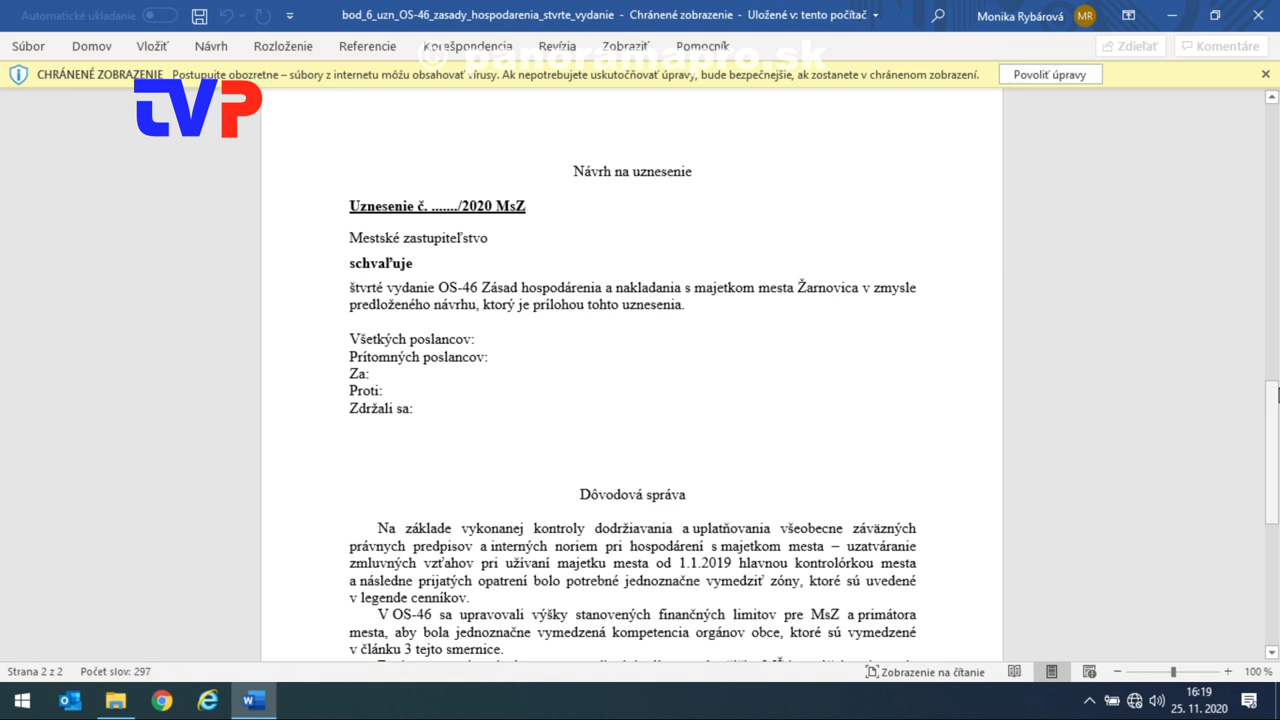 Automatické ukladanie
bod_6_uzn_OS-46_zasady_hospodarenia_stvrte_vydanie - Chránené zobrazenie - Uložené v: tento počítač
Monika Rybárová
MR
Súbor Domov Vložiť Návrh Rozloženie Referencie Korešpondencia Revízia Zobraziť Pomocník
Zdieľať Komentáre
© panoramapro.sk
CHRÁNENÉ ZOBRAZENIE Postupujte obozretne – súbory z internetu môžu obsahovať vírusy. Ak nepotrebujete uskutočňovať úpravy, bude bezpečnejšie, ak zostanete v chránenom zobrazení.
Povoliť úpravy
TVP
Návrh na uznesenie
Uznesenie č. ......./2020 MsZ
Mestské zastupiteľstvo
schvaľuje
štvrté vydanie OS-46 Zásad hospodárenia a nakladania s majetkom mesta Žarnovica v zmysle
predloženého návrhu, ktorý je prílohou tohto uznesenia.
Všetkých poslancov:
Prítomných poslancov:
Za:
Proti:
Zdržali sa:
Dôvodová správa
Na základe vykonanej kontroly dodržiavania a uplatňovania všeobecne záväzných
právnych predpisov a interných noriem pri hospodárení s majetkom mesta – uzatváranie
zmluvných vzťahov pri užívaní majetku mesta od 1.1.2019 hlavnou kontrolórkou mesta
a následne prijatých opatrení bolo potrebné jednoznačne vymedziť zóny, ktoré sú uvedené
v legende cenníkov.
V OS-46 sa upravovali výšky stanovených finančných limitov pre MsZ a primátora
mesta, aby bola jednoznačne vymedzená kompetencia orgánov obce, ktoré sú vymedzené
v článku 3 tejto smernice.
Strana 2 z 2 Počet slov: 297
Zobrazenie na čítanie
100 %
16:19
25. 11. 2020